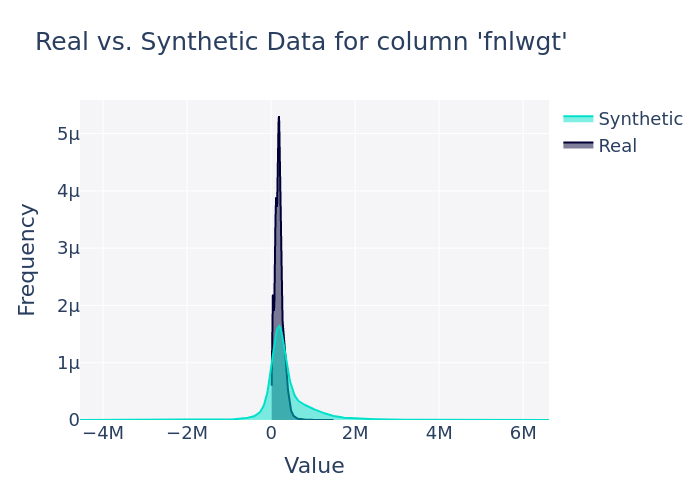 Real vs. Synthetic Data for column 'fnlwgt'
Synthetic
Real
5μ
4μ
3μ
2μ
1μ
0
−4M
−2M
0
2M
4M
6M
Frequency
Value